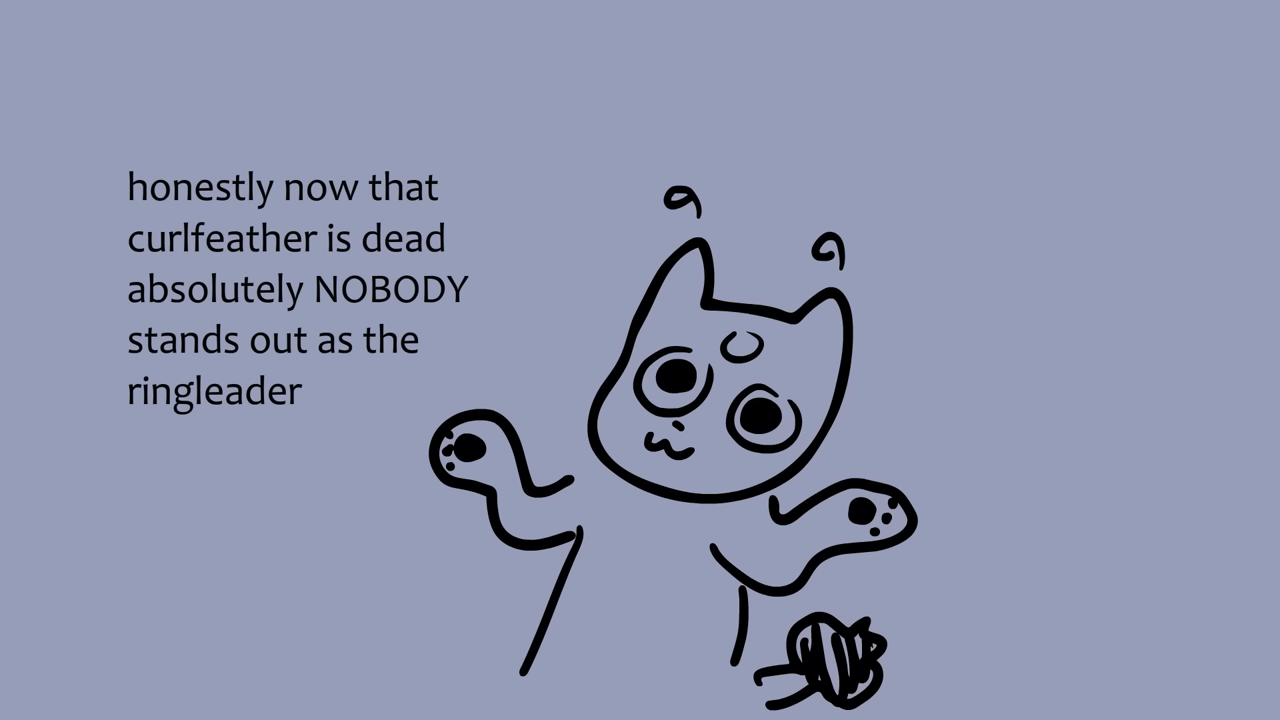 honestly now that
curlfeather is dead
absolutely NOBODY
stands out as the
ringleader